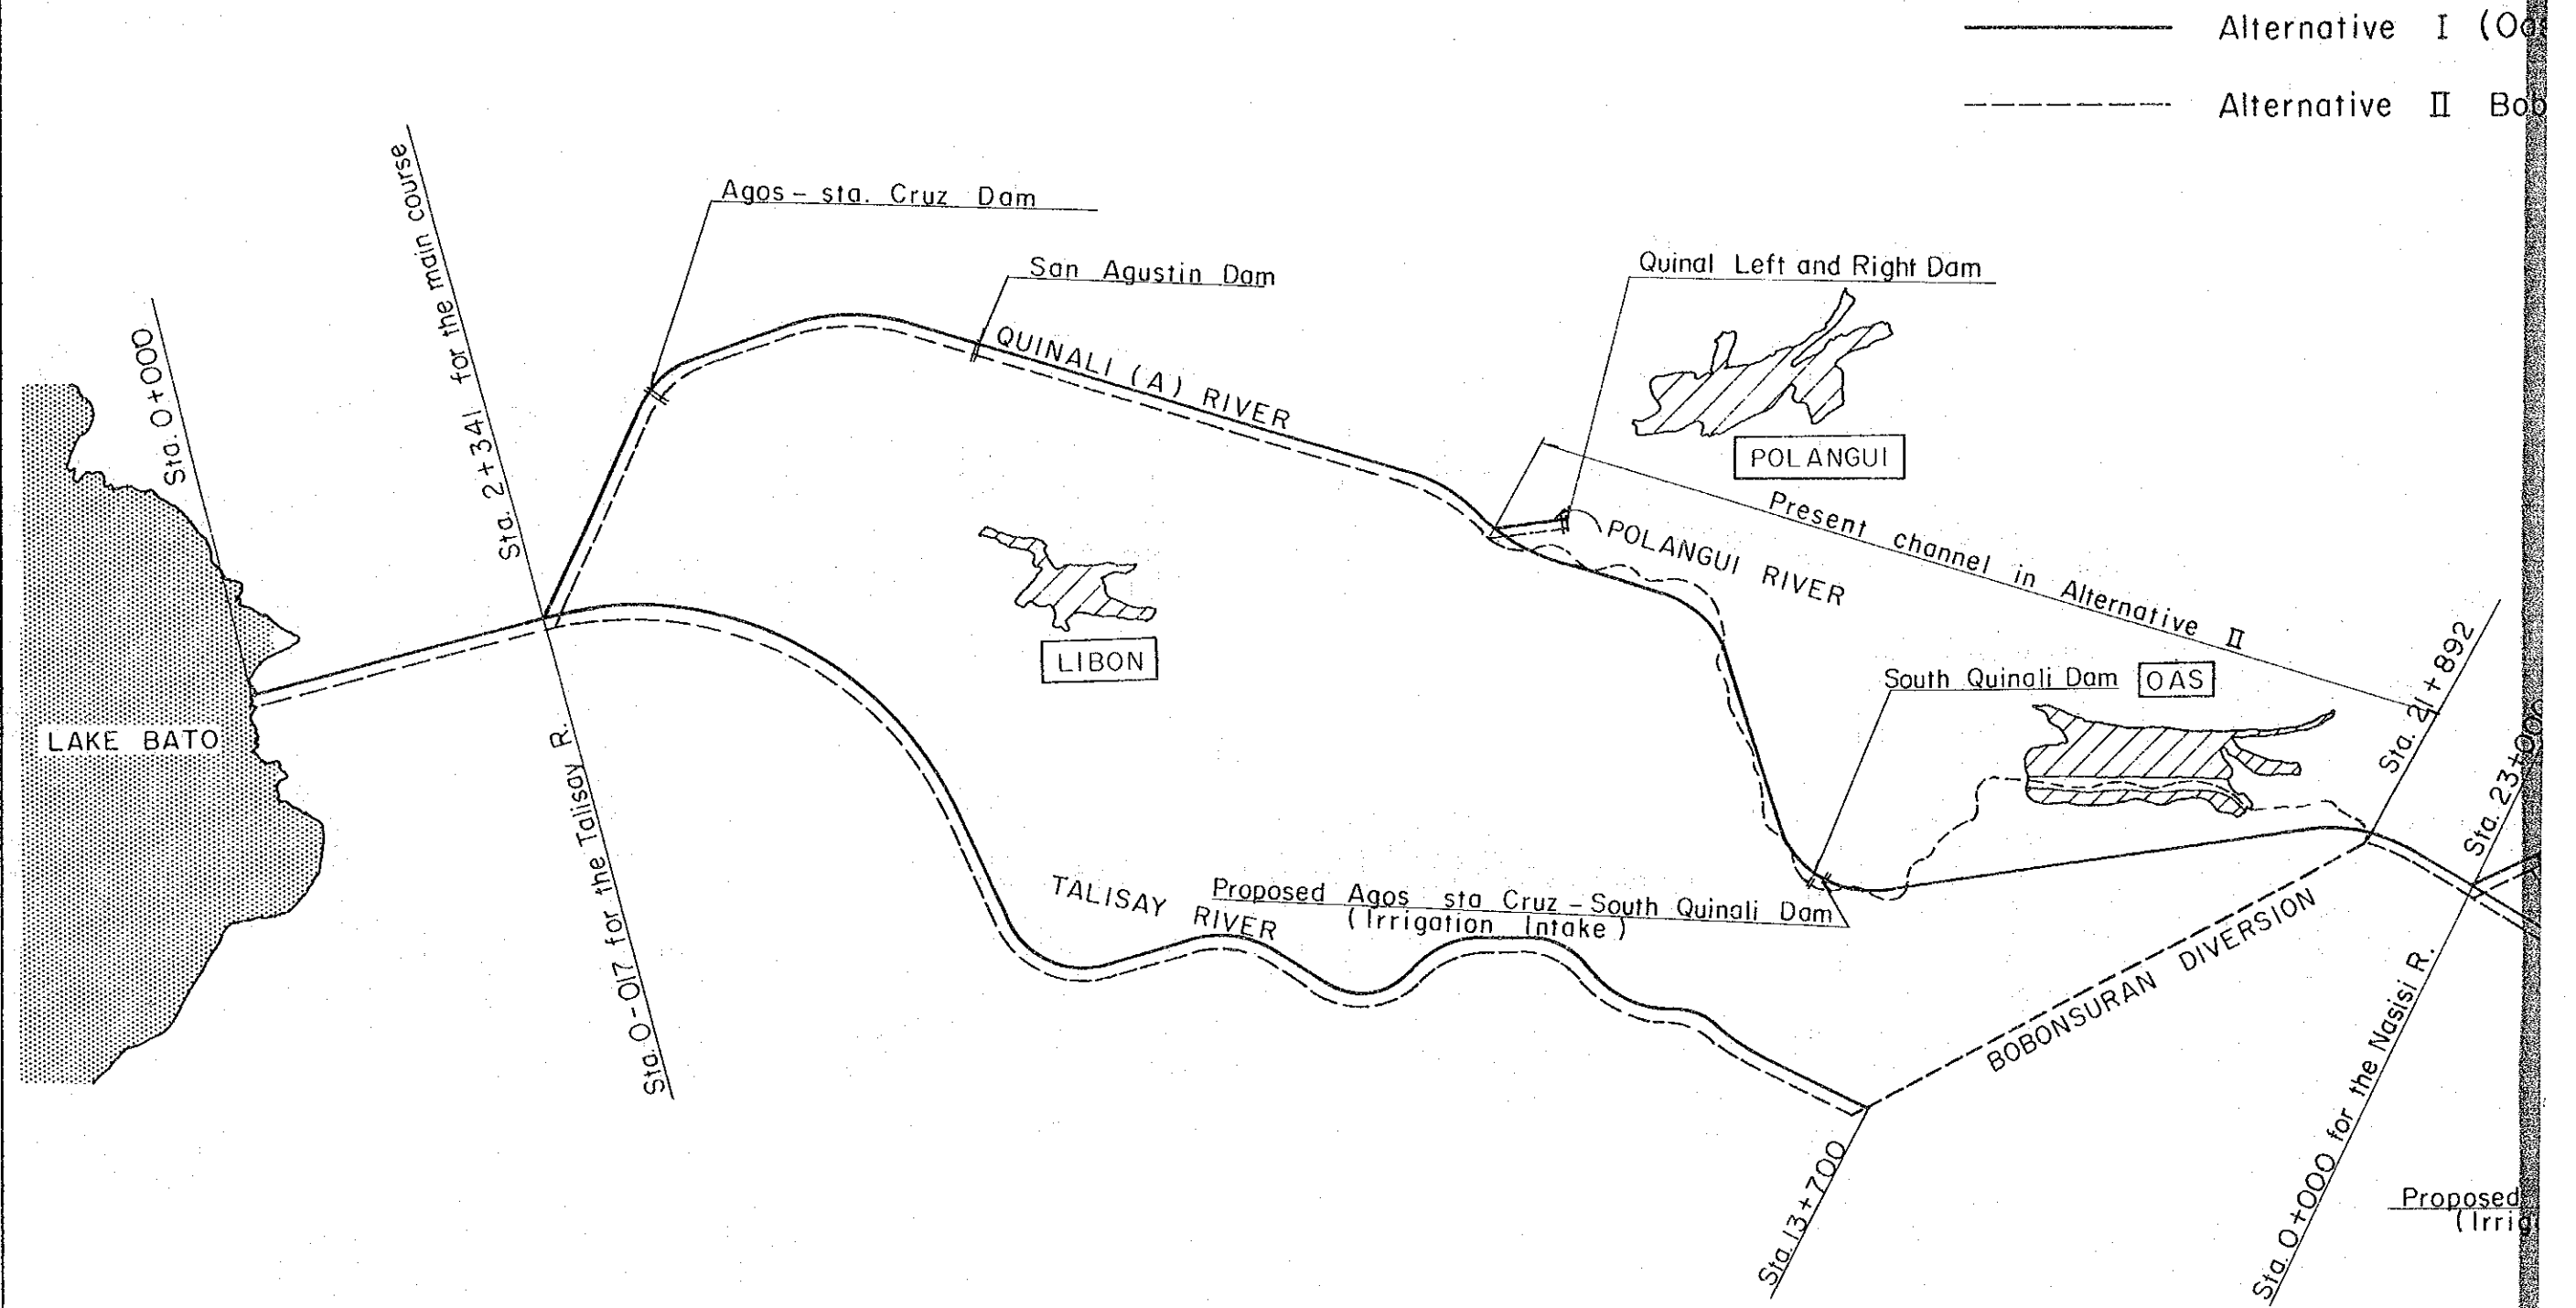 Alternative I
Alternative II
Agos - sta. Cruz Dam
San Agustin Dam
Quinal Left and Right Dam
Sta. 0+000
Sta. 2+341 for the main course
QUINALI (A) RIVER
POLANGUI
Present channel in Alternative II
POLANGUI RIVER
LIBON
South Quinali Dam
OAS
Sta. 21+892
LAKE BATO
Sta. 0-017 for the Talisay R.
TALISAY RIVER
Proposed Agos sta Cruz - South Quinali Dam
(Irrigation Intake)
BOBONSURAN DIVERSION
Sta. 13+700
Sta. 0+000 for the Nasisi R.
Proposed